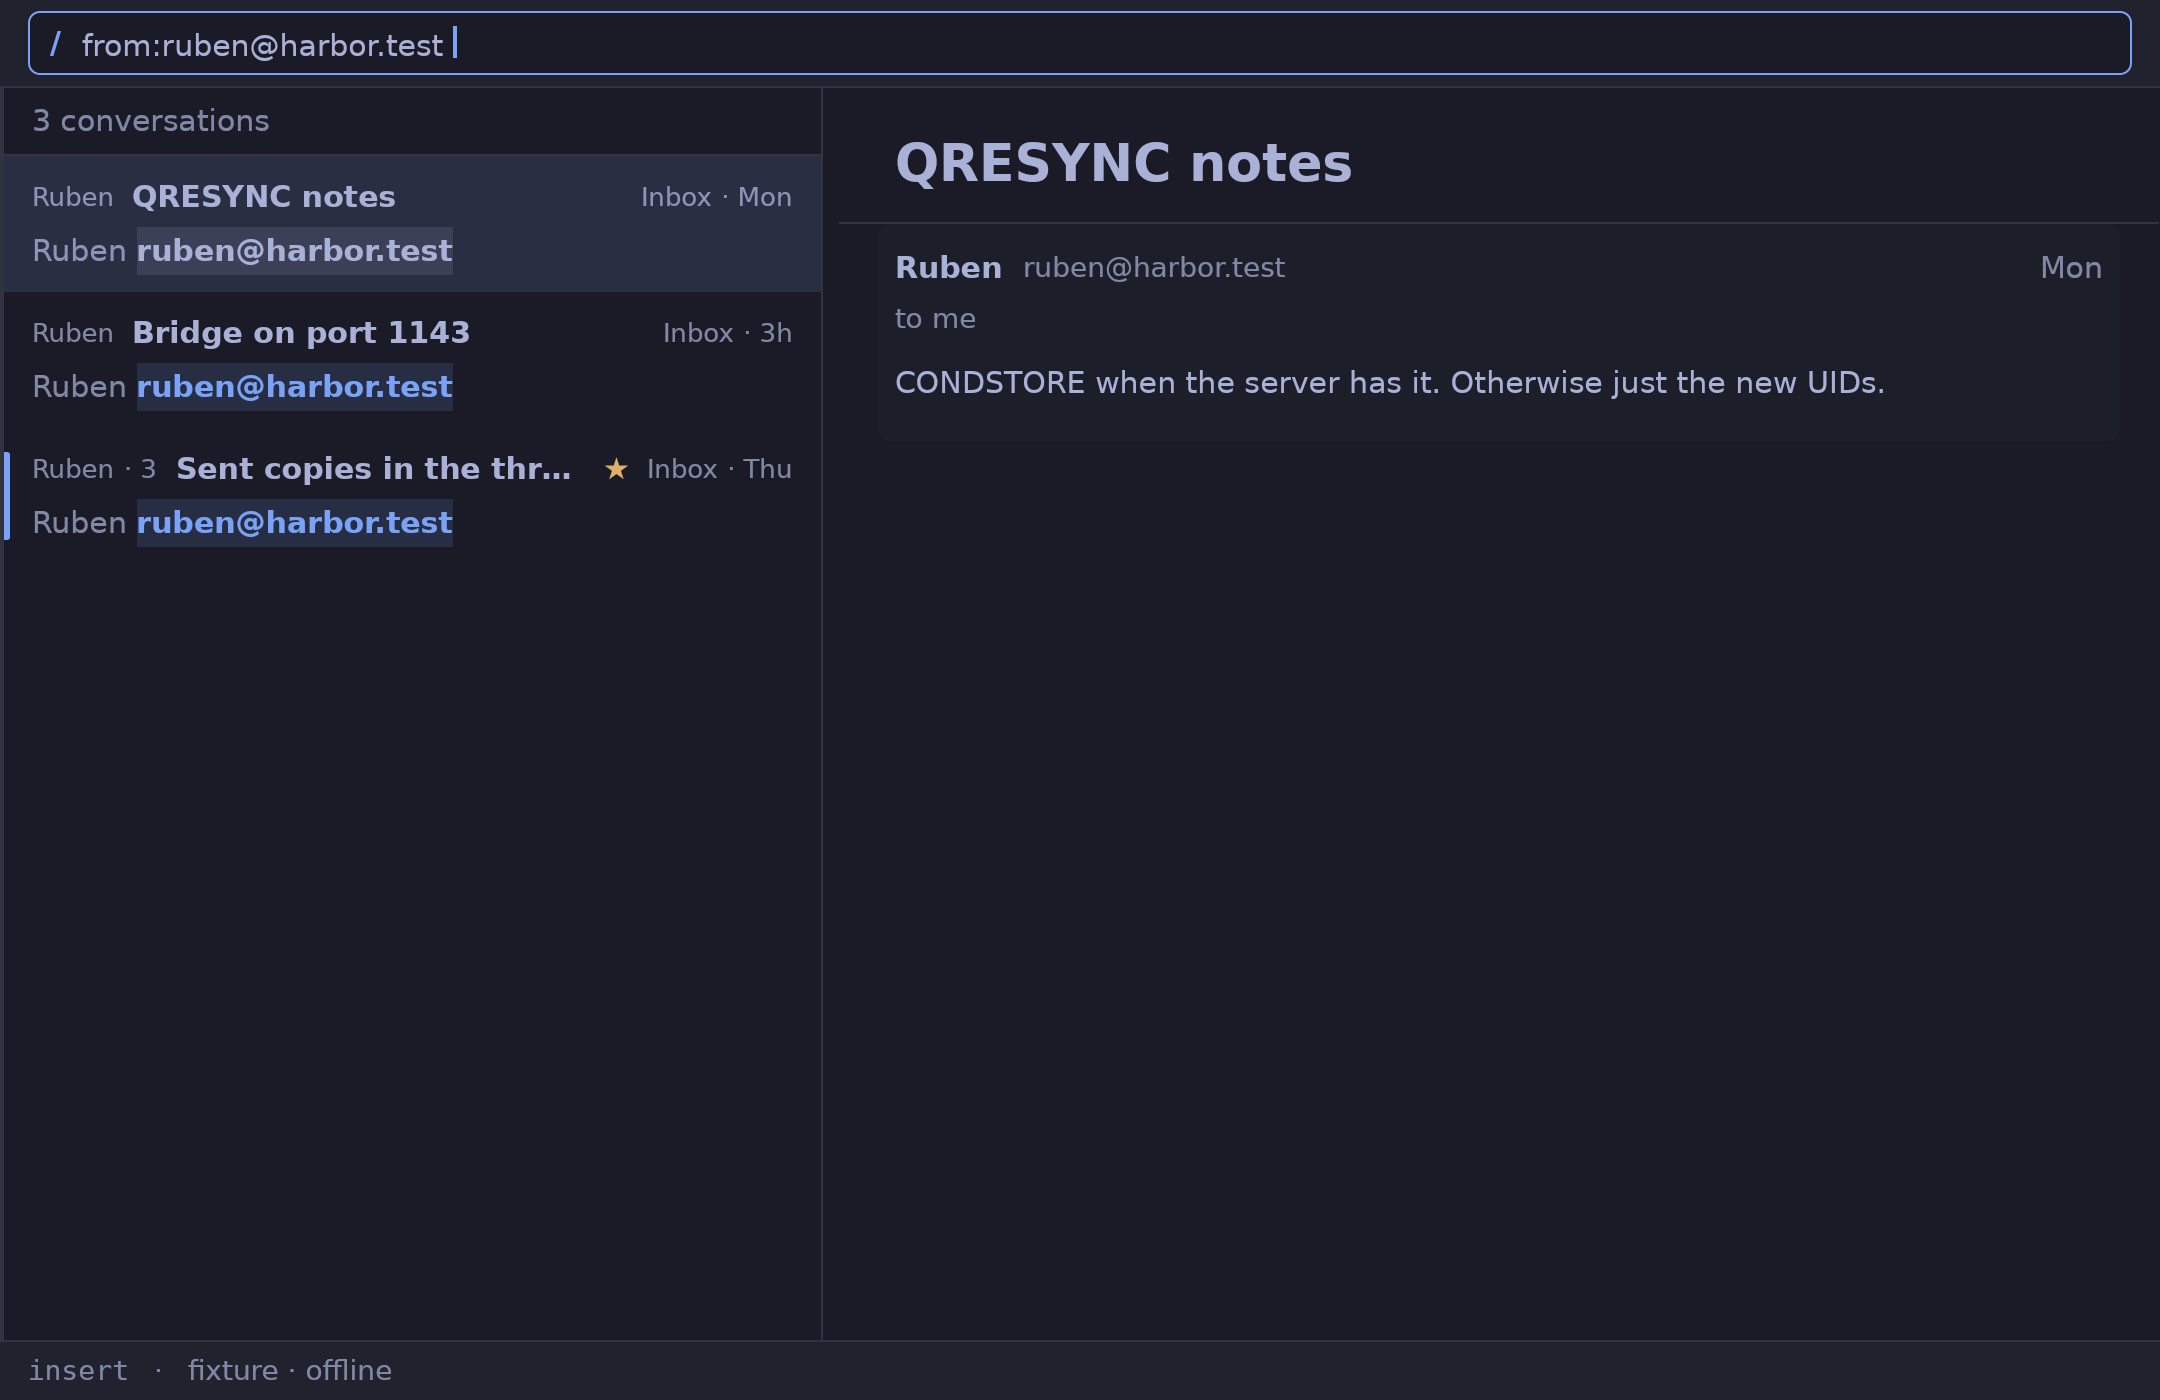 / from:ruben@harbor.test
3 conversations
Ruben QRESYNC notes Inbox · Mon
Ruben ruben@harbor.test
Ruben Bridge on port 1143 Inbox · 3h
Ruben ruben@harbor.test
Ruben · 3 Sent copies in the thr… ★ Inbox · Thu
Ruben ruben@harbor.test
QRESYNC notes
Ruben ruben@harbor.test Mon
to me
CONDSTORE when the server has it. Otherwise just the new UIDs.
insert · fixture · offline